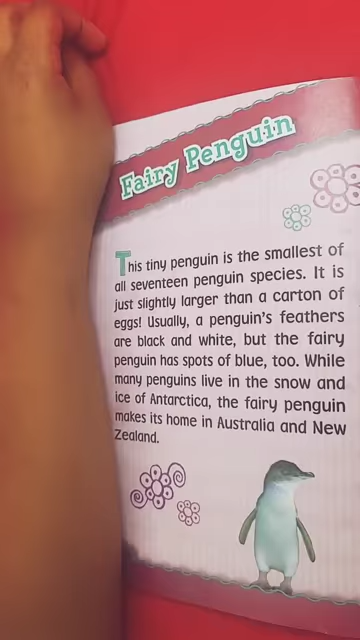 Fairy Penguin
This tiny penguin is the smallest of
all seventeen penguin species. It is
just slightly larger than a carton of
eggs! Usually, a penguin's feathers
are black and white, but the fairy
penguin has spots of blue, too. While
many penguins live in the snow and
ice of Antarctica, the fairy penguin
makes its home in Australia and New
Zealand.